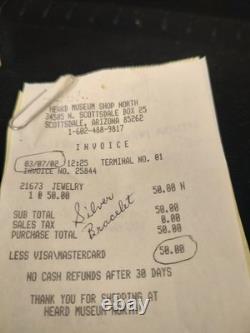 HEARD MUSEUM SHOP NORTH
34505 N. SCOTTSDALE BOX 25
SCOTTSDALE, ARIZONA 85262
1-602-488-9817
INVOICE
03/07/02 12:25 TERMINAL NO. 01
INVOICE NO. 25844
21673 JEWELRY 50.00 N
1 @ 50.00
Silver
Bracelet
SUB TOTAL 50.00
SALES TAX 0.00
PURCHASE TOTAL 50.00
LESS VISA\MASTERCARD 50.00
NO CASH REFUNDS AFTER 30 DAYS
THANK YOU FOR SHOPPING AT
HEARD MUSEUM NORTH